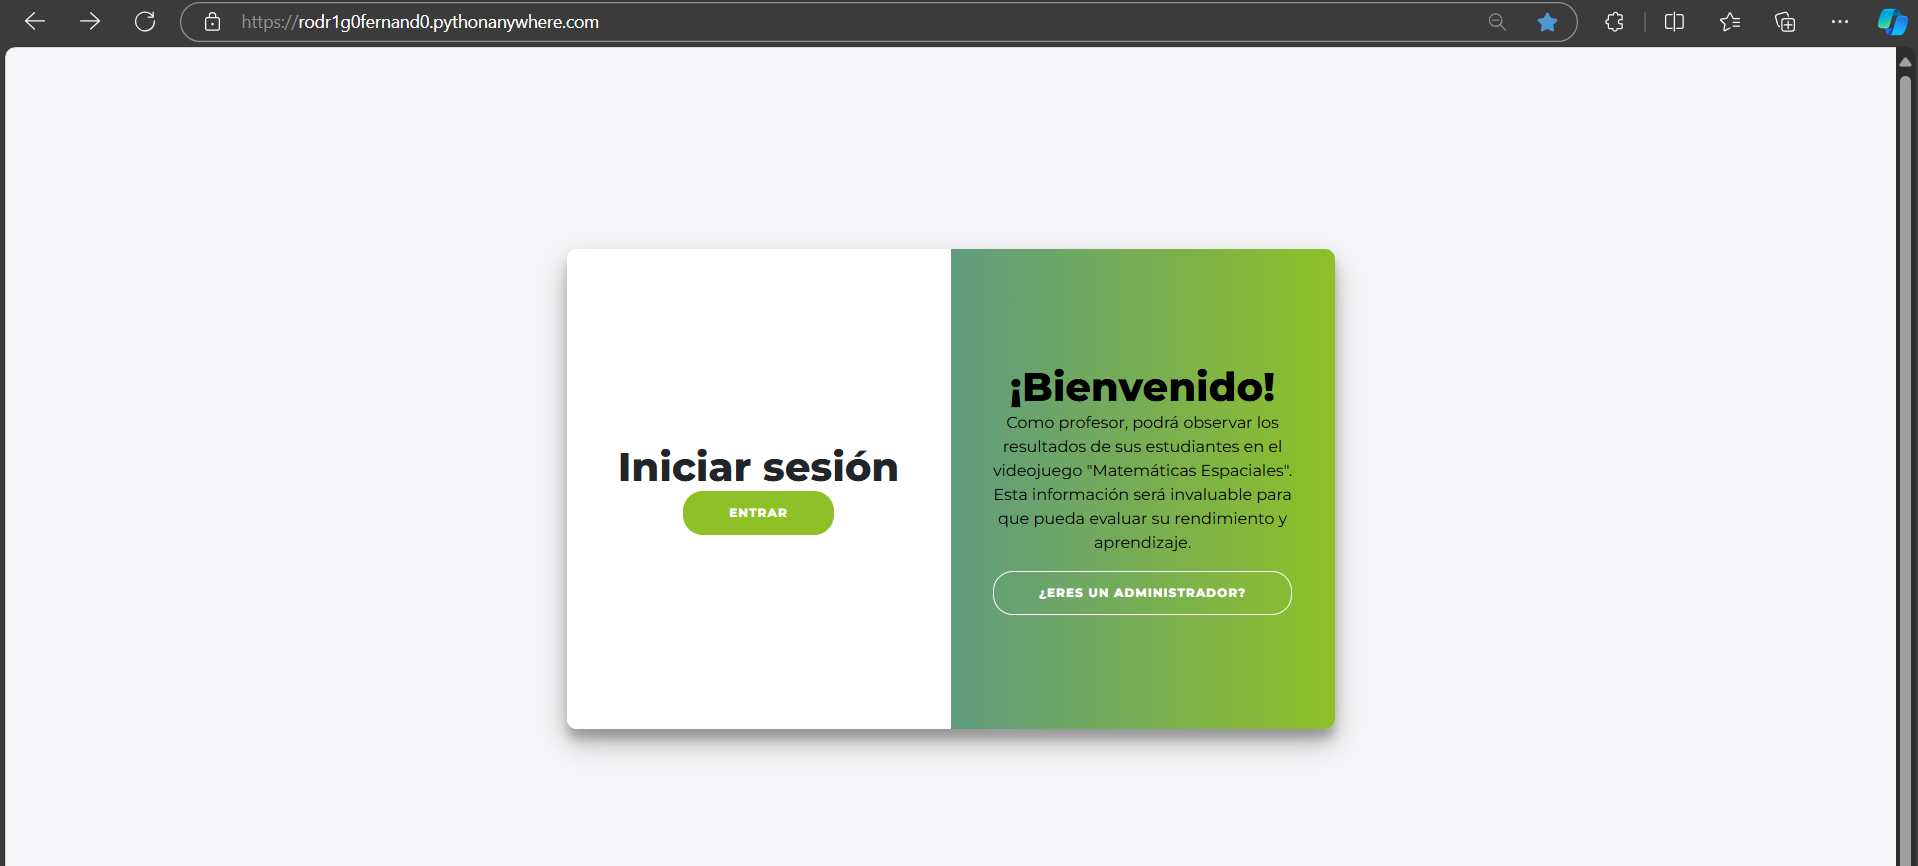 https://rodr1g0fernand0.pythonanywhere.com
Iniciar sesión
ENTRAR
¡Bienvenido!
Como profesor, podrá observar los
resultados de sus estudiantes en el
videojuego "Matemáticas Espaciales".
Esta información será invaluable para
que pueda evaluar su rendimiento y
aprendizaje.
¿ERES UN ADMINISTRADOR?